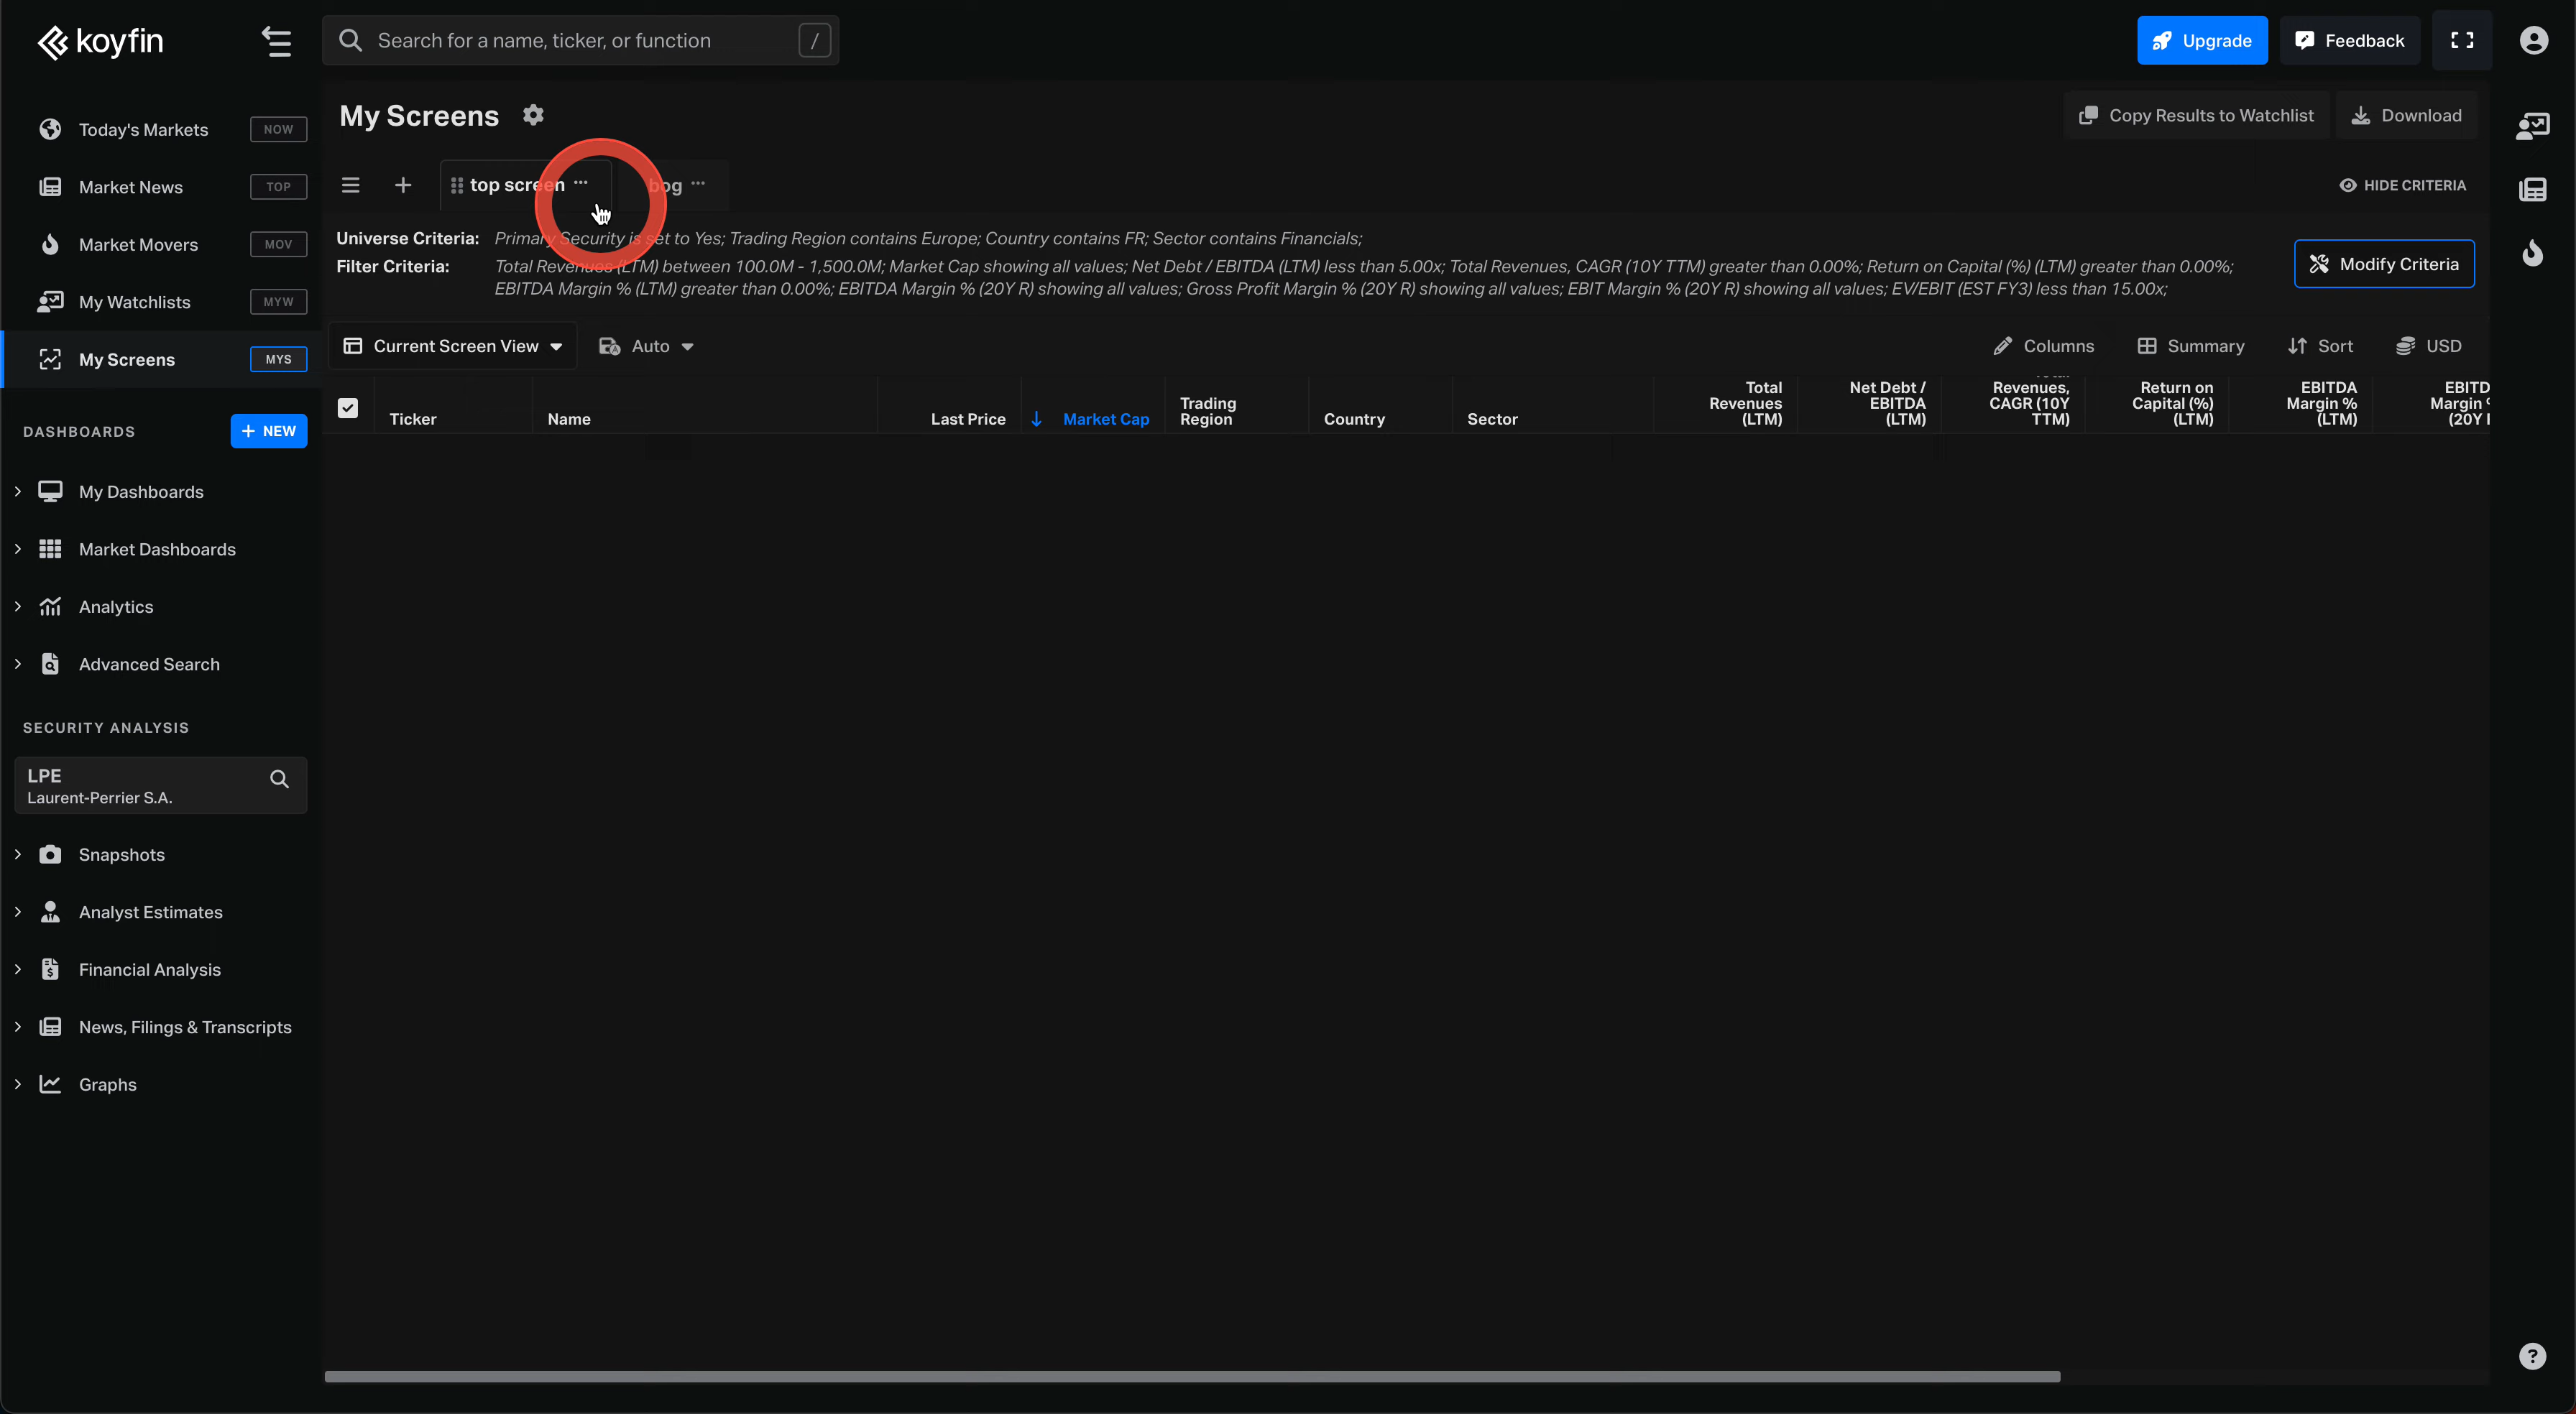 koyfin
Search for a name, ticker, or function /
Upgrade
Feedback
Today's Markets NOW
Market News TOP
Market Movers MOV
My Watchlists MYW
My Screens MYS
DASHBOARDS
+ NEW
My Dashboards
Market Dashboards
Analytics
Advanced Search
SECURITY ANALYSIS
LPE
Laurent-Perrier S.A.
Snapshots
Analyst Estimates
Financial Analysis
News, Filings & Transcripts
Graphs
My Screens
Copy Results to Watchlist
Download
top screen ...
bog ...
HIDE CRITERIA
Universe Criteria: Primary Security is set to Yes; Trading Region contains Europe; Country contains FR; Sector contains Financials;
Filter Criteria: Total Revenues (LTM) between 100.0M - 1,500.0M; Market Cap showing all values; Net Debt / EBITDA (LTM) less than 5.00x; Total Revenues, CAGR (10Y TTM) greater than 0.00%; Return on Capital (%) (LTM) greater than 0.00%;
EBITDA Margin % (LTM) greater than 0.00%; EBITDA Margin % (20Y R) showing all values; Gross Profit Margin % (20Y R) showing all values; EBIT Margin % (20Y R) showing all values; EV/EBIT (EST FY3) less than 15.00x;
Modify Criteria
Current Screen View
Auto
Columns
Summary
Sort
USD
Ticker
Name
Last Price
Market Cap
Trading
Region
Country
Sector
Total
Revenues
(LTM)
Net Debt /
EBITDA
(LTM)
Revenues,
CAGR (10Y
TTM)
Return on
Capital (%)
(LTM)
EBITDA
Margin %
(LTM)
EBITD
Margin
(20Y
?